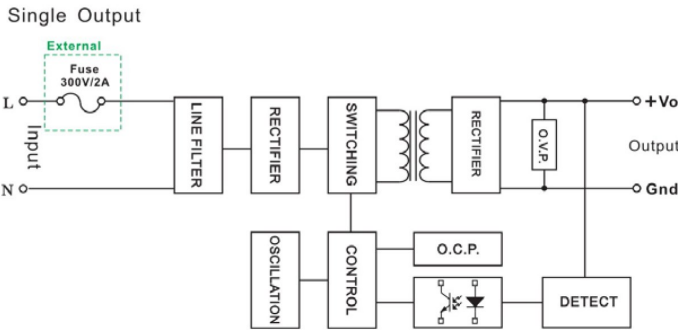 Single Output
External
Fuse
300V/2A
L
Input
N
LINE FILTER
RECTIFIER
SWITCHING
RECTIFIER
O.V.P.
+Vo
Output
Gnd
OSCILLATION
CONTROL
O.C.P.
DETECT